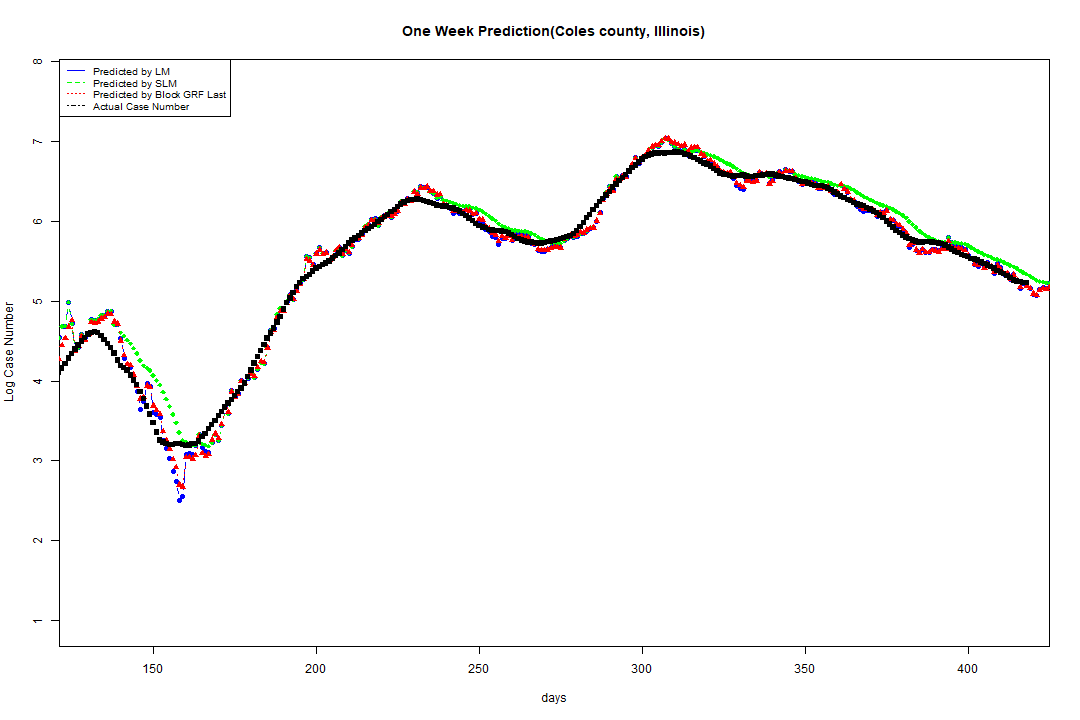 One Week Prediction(Coles county, Illinois)
Predicted by LM
Predicted by SLM
Predicted by Block GRF Last
Actual Case Number
8
7
6
5
4
3
2
1
Log Case Number
150 200 250 300 350 400
days